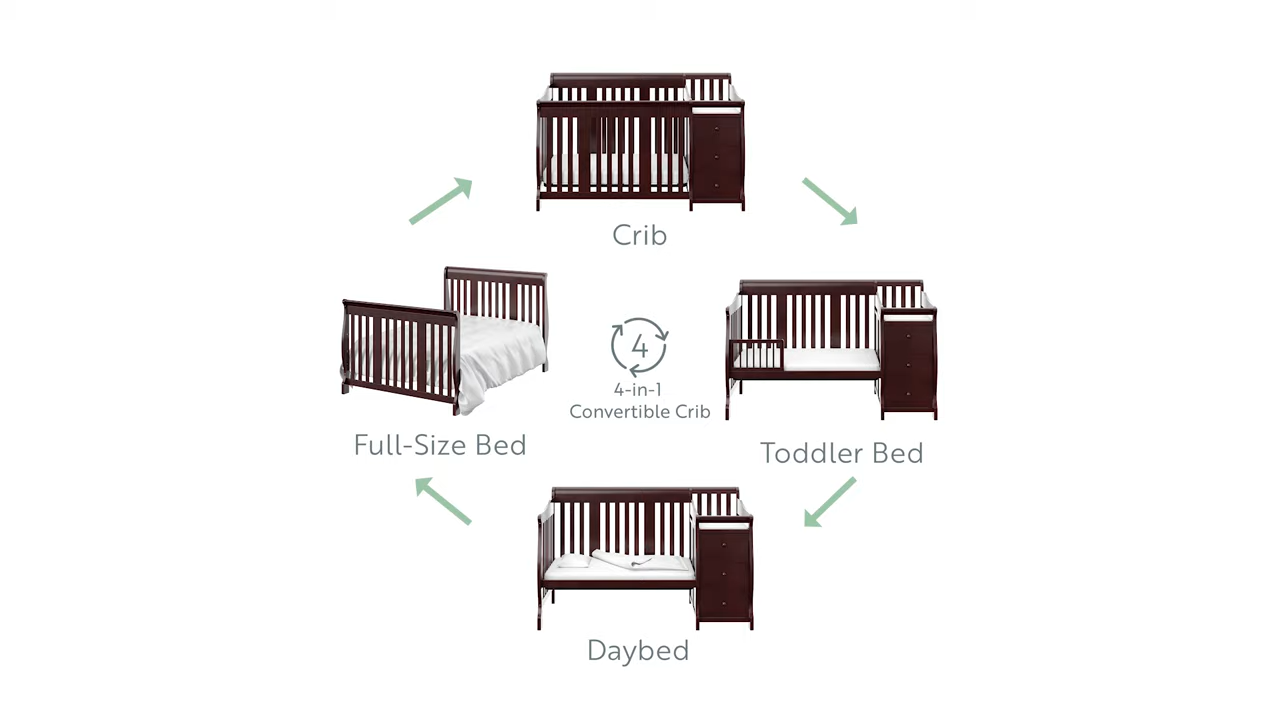 Crib
4
4-in-1
Convertible Crib
Full-Size Bed
Toddler Bed
Daybed